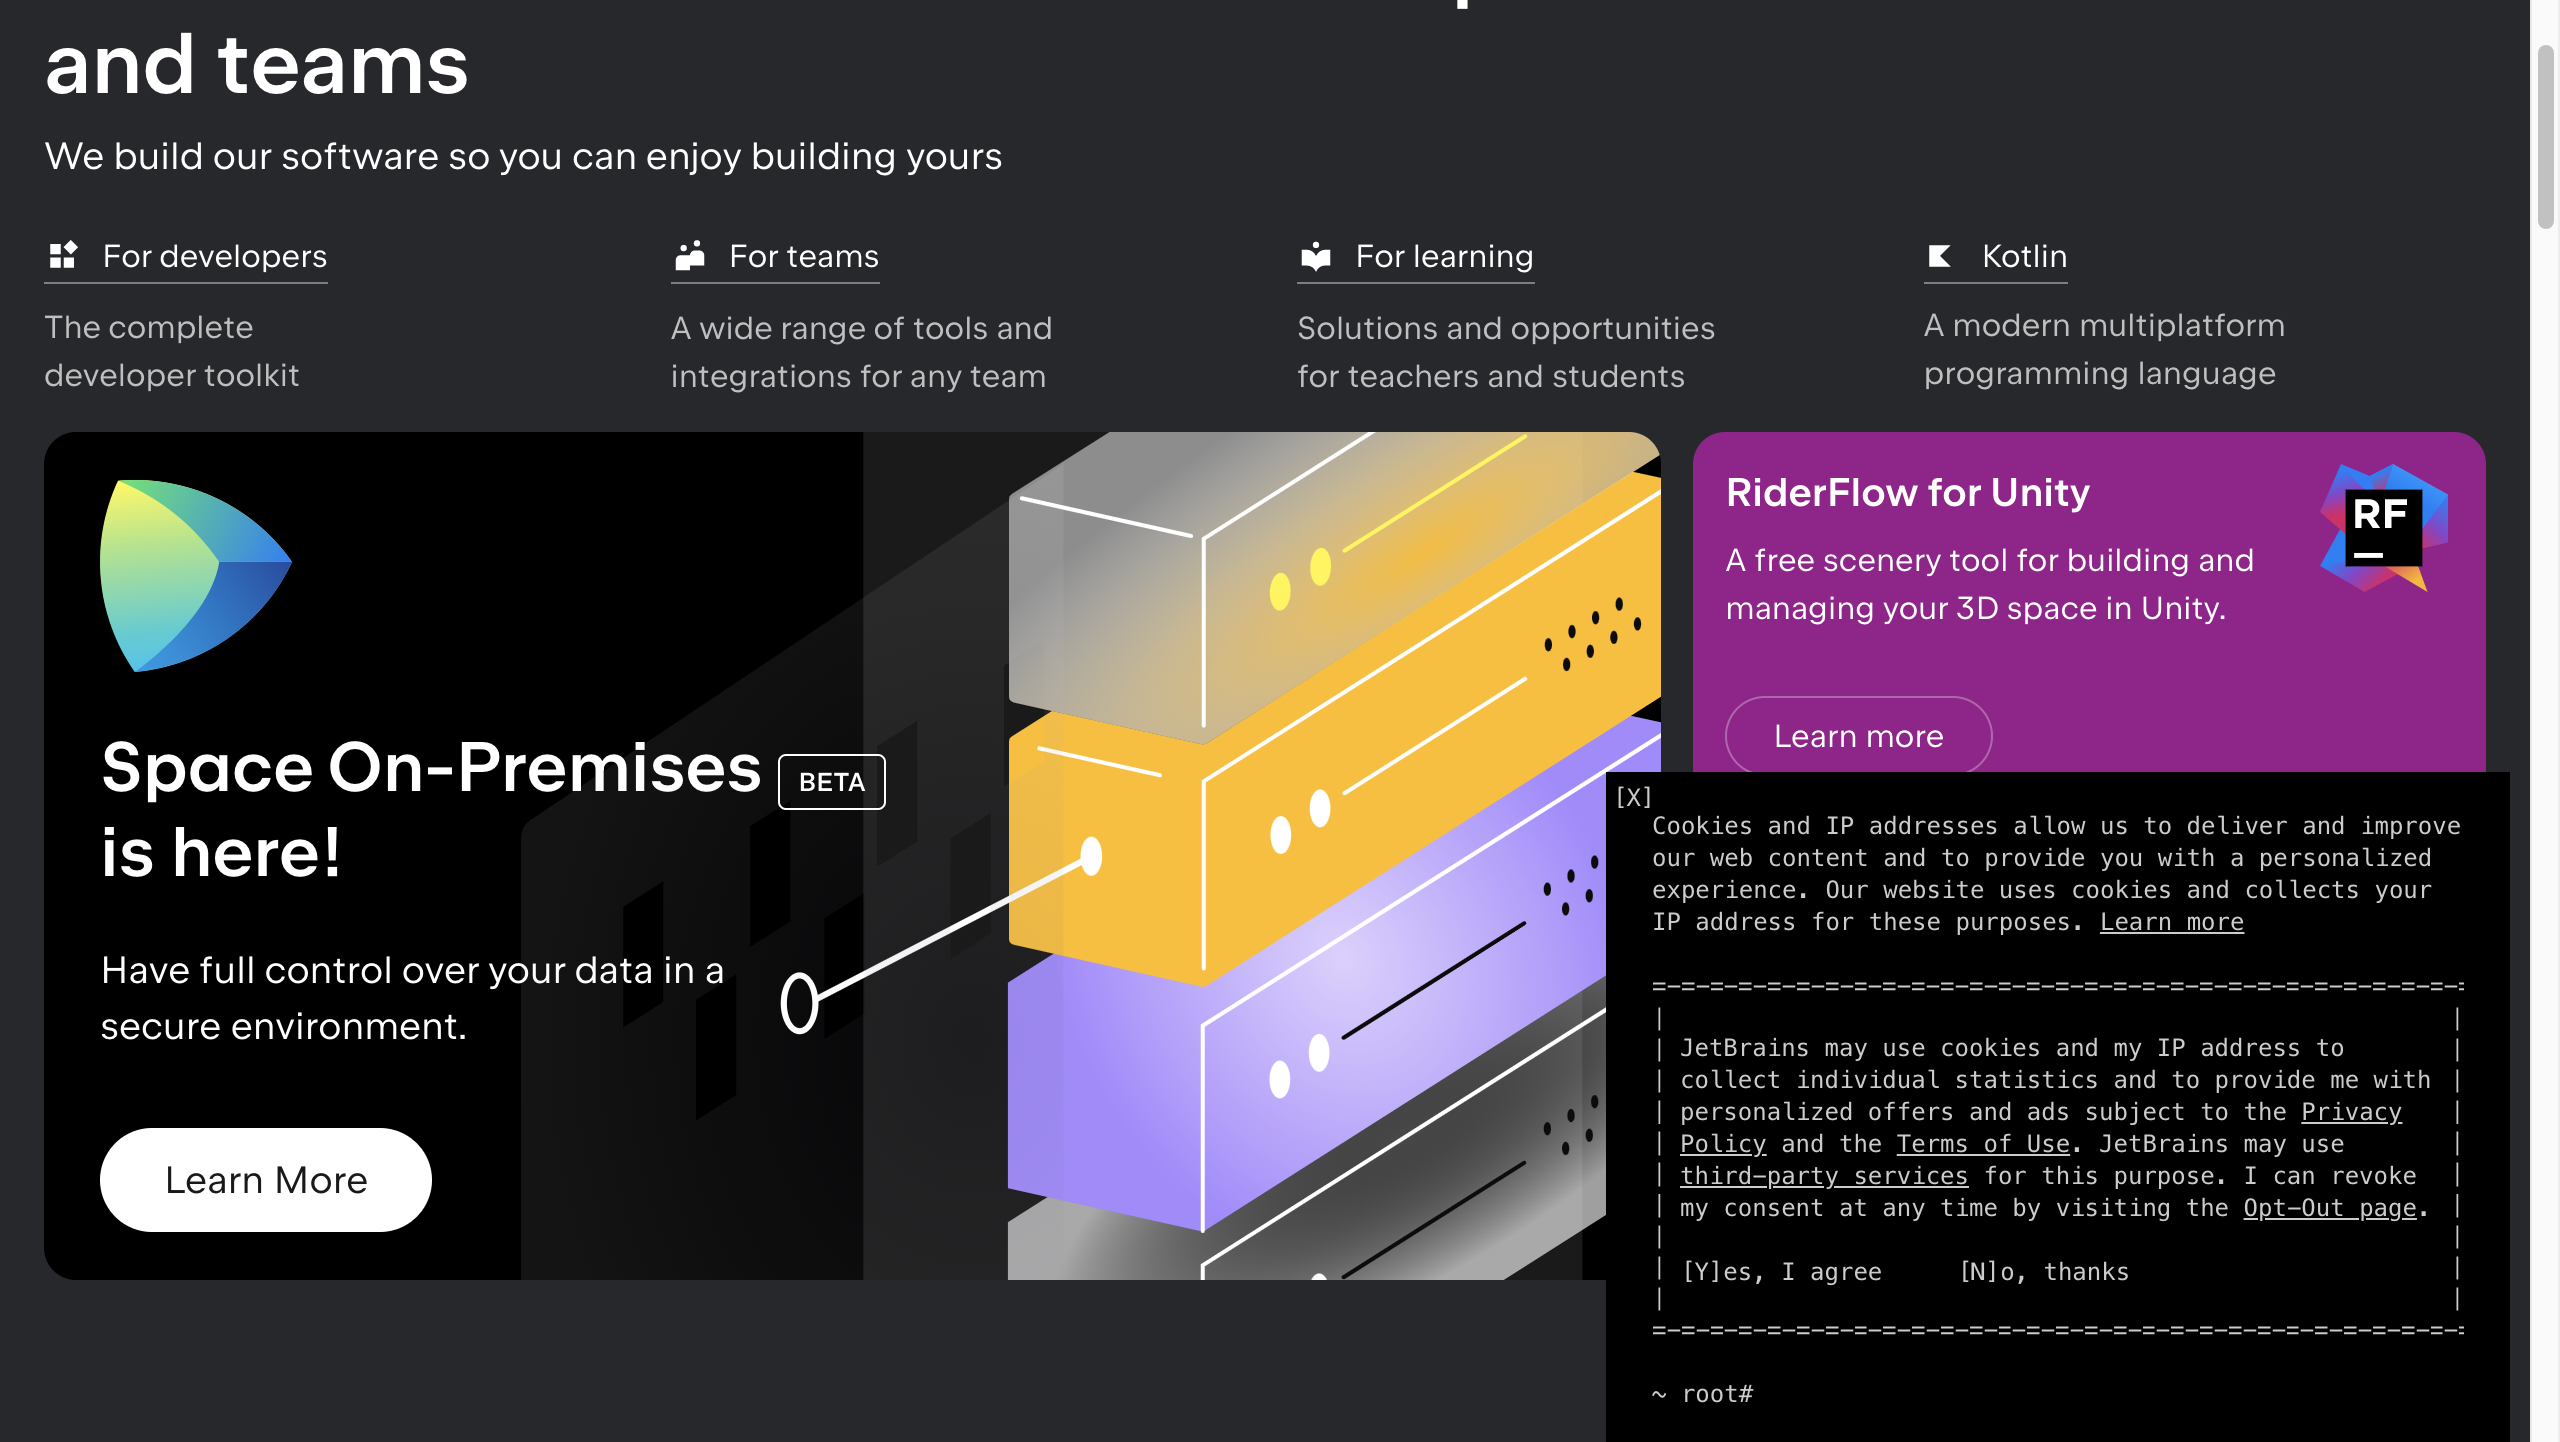 and teams
We build our software so you can enjoy building yours
For developers
The complete
developer toolkit
For teams
A wide range of tools and
integrations for any team
For learning
Solutions and opportunities
for teachers and students
Kotlin
A modern multiplatform
programming language
Space On-Premises BETA
is here!
Have full control over your data in a
secure environment.
Learn More
RiderFlow for Unity
A free scenery tool for building and
managing your 3D space in Unity.
RF
Learn more
[X]
Cookies and IP addresses allow us to deliver and improve
our web content and to provide you with a personalized
experience. Our website uses cookies and collects your
IP address for these purposes. Learn more
JetBrains may use cookies and my IP address to
collect individual statistics and to provide me with
personalized offers and ads subject to the Privacy
Policy and the Terms of Use. JetBrains may use
third-party services for this purpose. I can revoke
my consent at any time by visiting the Opt-Out page.
[Y]es, I agree [N]o, thanks
~ root#